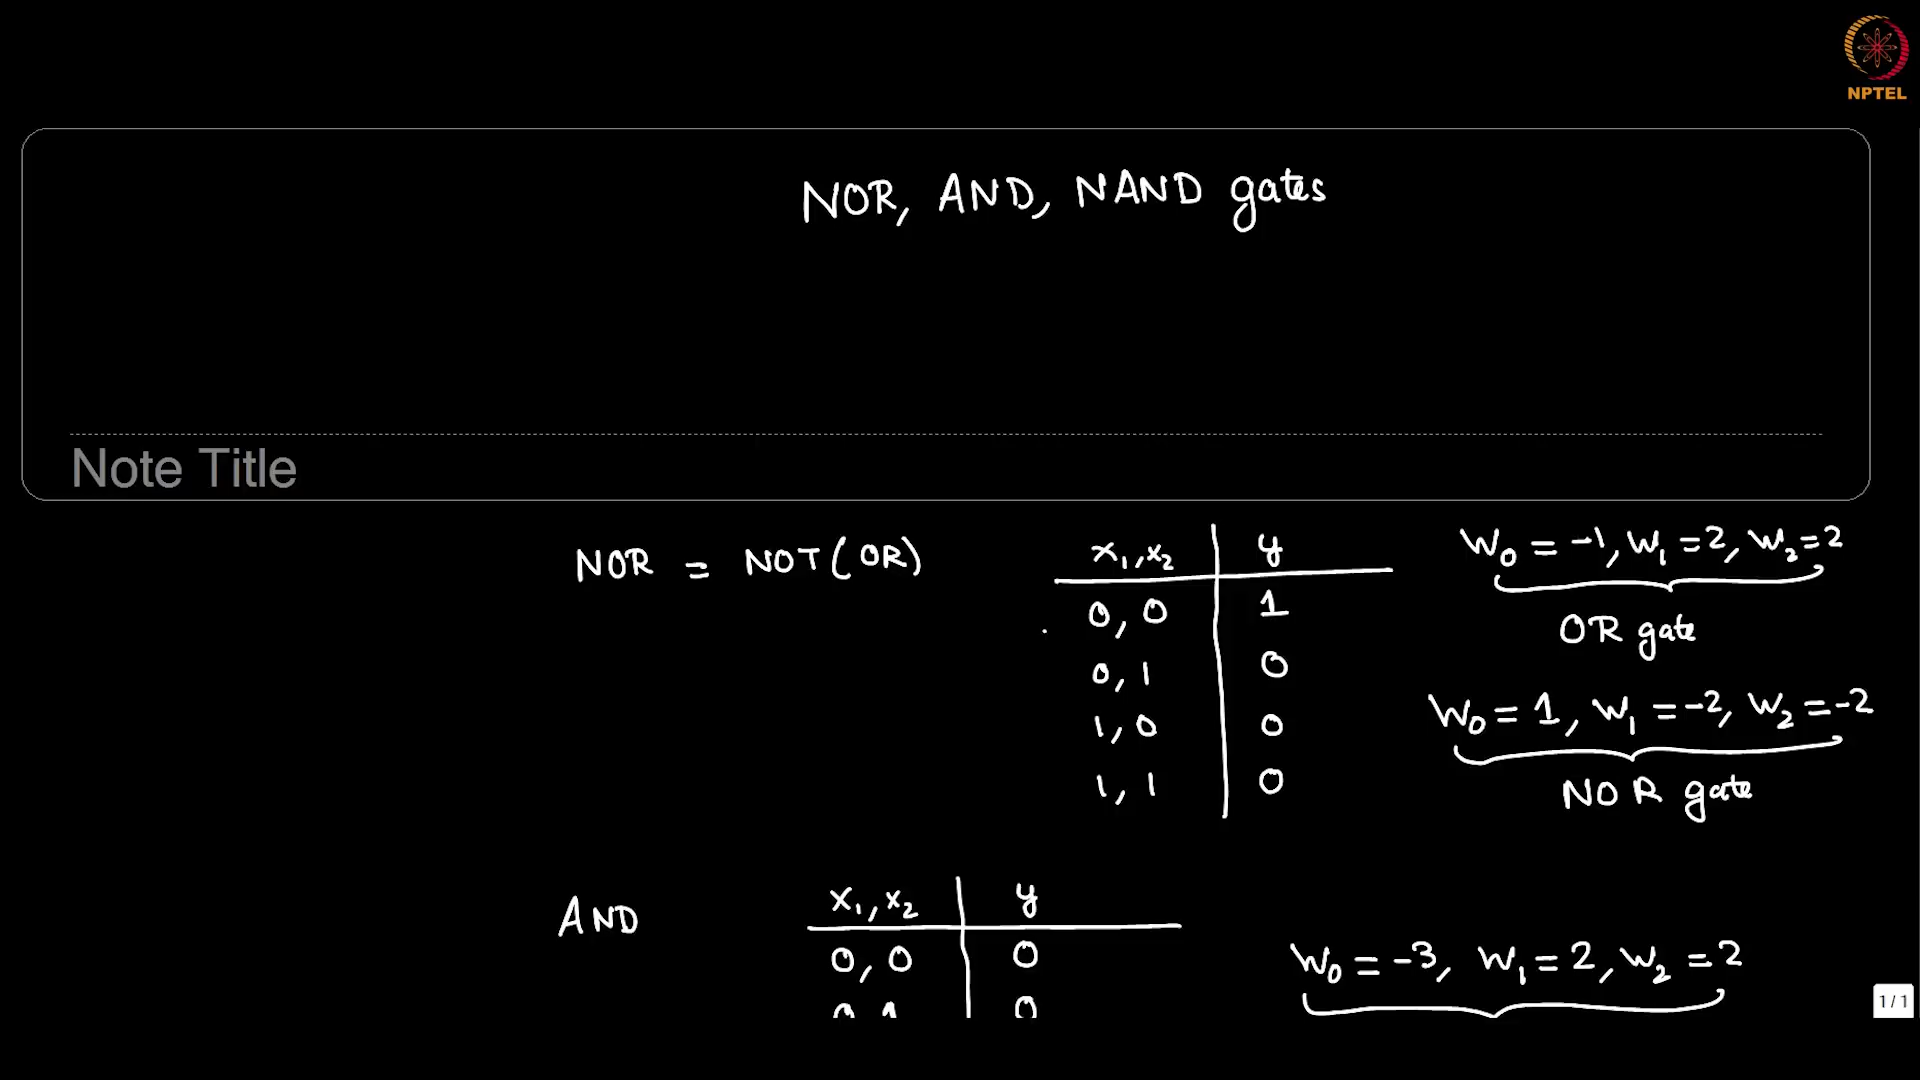 NPTEL
NOR, AND, NAND gates
Note Title
NOR = NOT(OR)
x₁,x₂ y
0,0 1
0,1 0
1,0 0
1,1 0
W₀ = -1, W₁ = 2, W₂ = 2
OR gate
W₀ = 1, W₁ = -2, W₂ = -2
NOR gate
AND
x₁,x₂ y
0,0 0
W₀ = -3, W₁ = 2, W₂ = 2
1/1